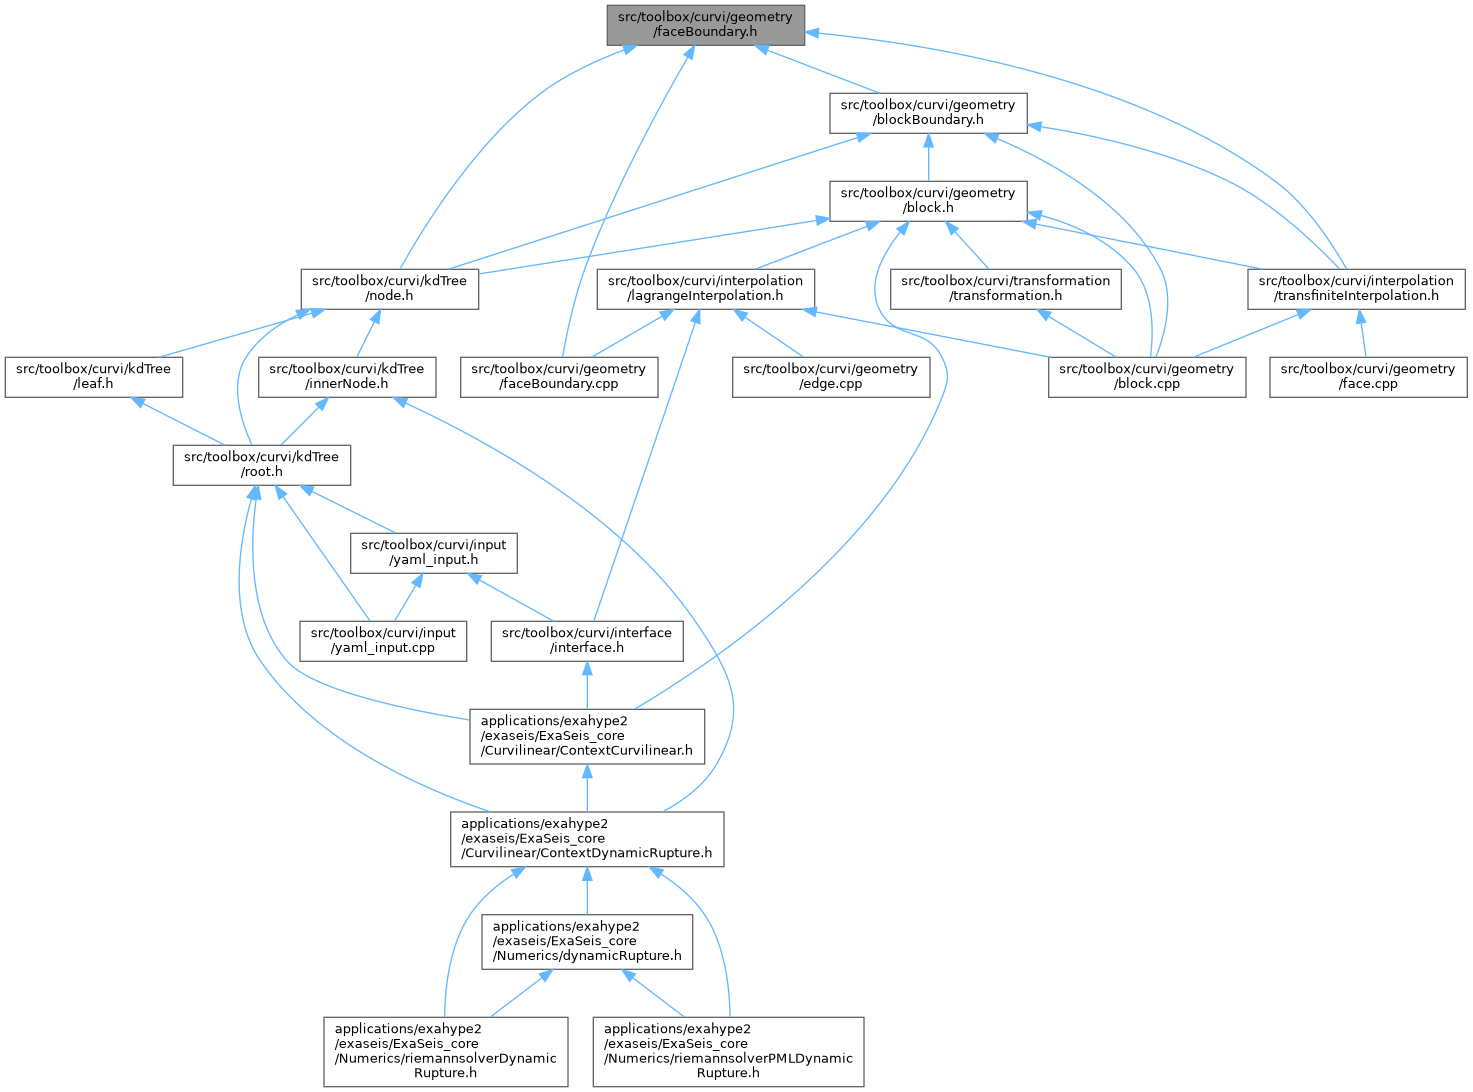 src/toolbox/curvi/geometry
/faceBoundary.h
src/toolbox/curvi/geometry
/blockBoundary.h
src/toolbox/curvi/geometry
/block.h
src/toolbox/curvi/kdTree
/node.h
src/toolbox/curvi/interpolation
/lagrangeInterpolation.h
src/toolbox/curvi/transformation
/transformation.h
src/toolbox/curvi/interpolation
/transfiniteInterpolation.h
src/toolbox/curvi/kdTree
/leaf.h
src/toolbox/curvi/kdTree
/innerNode.h
src/toolbox/curvi/geometry
/faceBoundary.cpp
src/toolbox/curvi/geometry
/edge.cpp
src/toolbox/curvi/geometry
/block.cpp
src/toolbox/curvi/geometry
/face.cpp
src/toolbox/curvi/kdTree
/root.h
src/toolbox/curvi/input
/yaml_input.h
src/toolbox/curvi/input
/yaml_input.cpp
src/toolbox/curvi/interface
/interface.h
applications/exahype2
/exaseis/ExaSeis_core
/Curvilinear/ContextCurvilinear.h
applications/exahype2
/exaseis/ExaSeis_core
/Curvilinear/ContextDynamicRupture.h
applications/exahype2
/exaseis/ExaSeis_core
/Numerics/dynamicRupture.h
applications/exahype2
/exaseis/ExaSeis_core
/Numerics/riemannsolverDynamic
Rupture.h
applications/exahype2
/exaseis/ExaSeis_core
/Numerics/riemannsolverPMLDynamic
Rupture.h